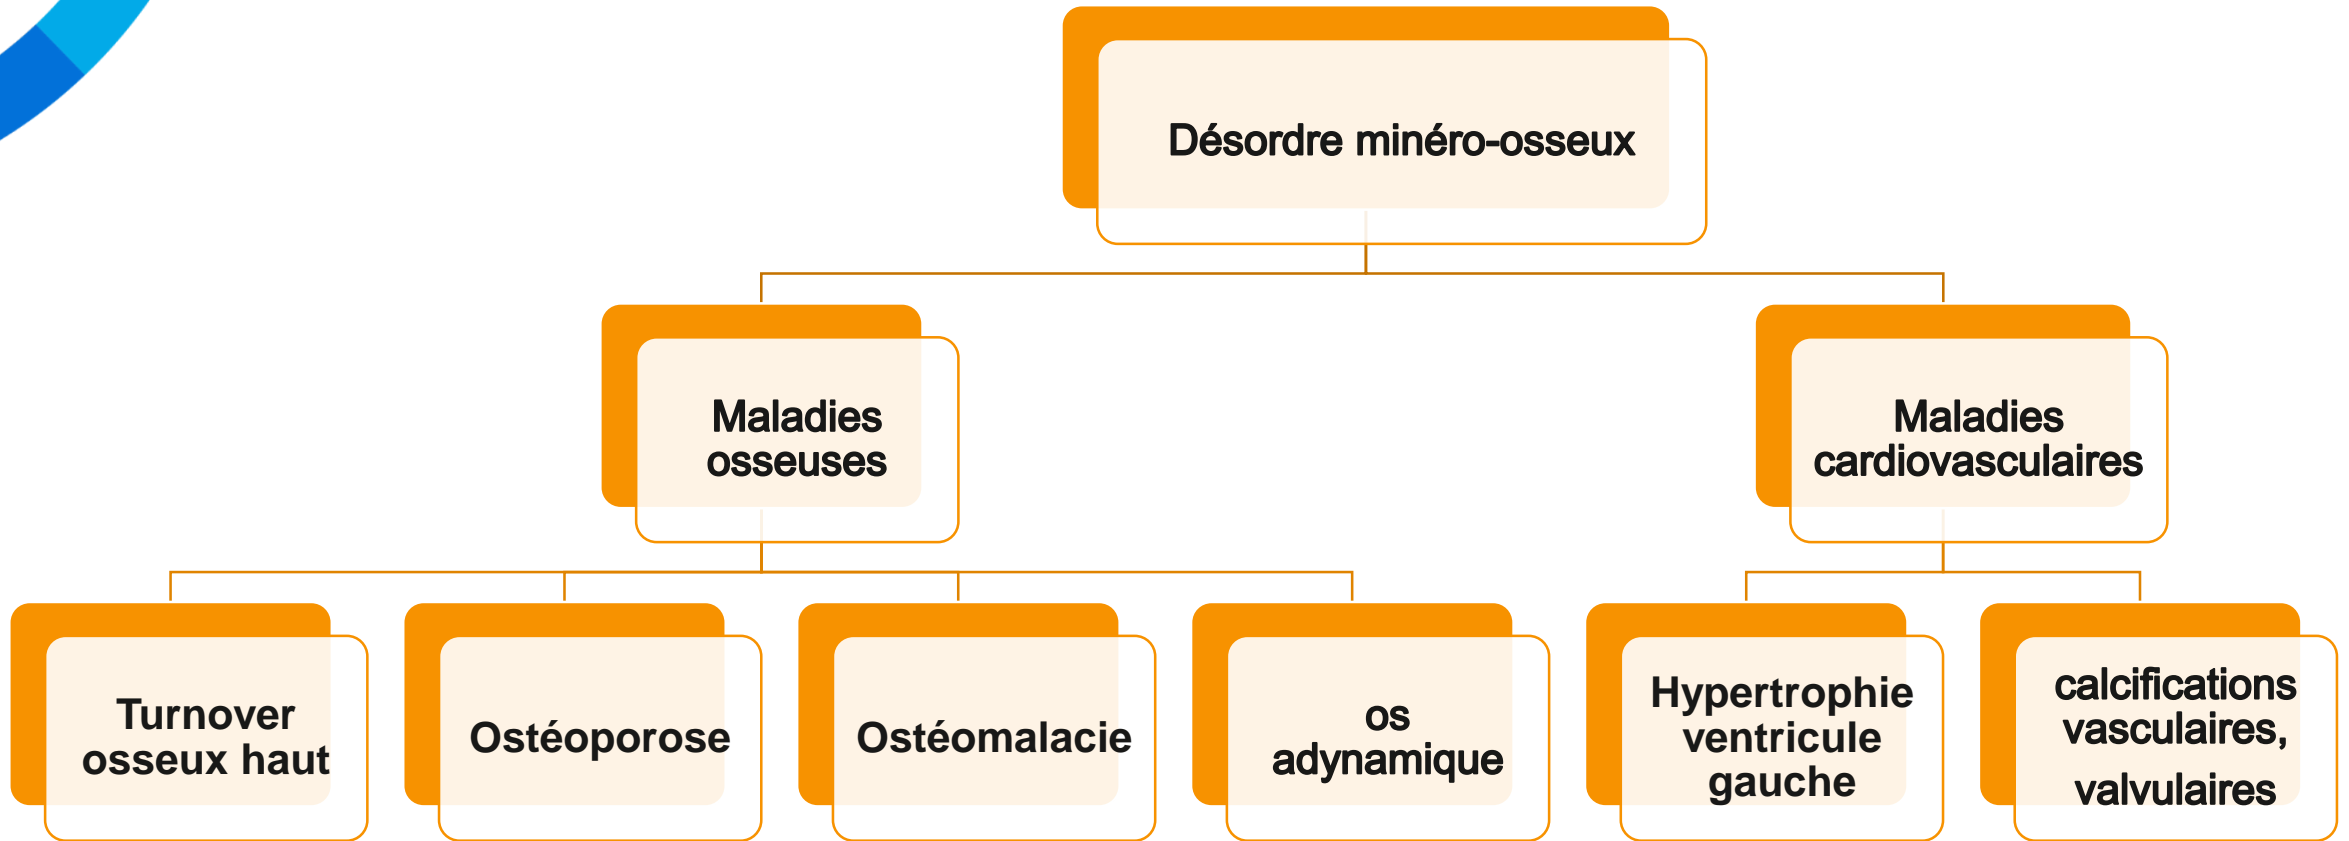 Désordre minéro-osseux
Maladies
osseuses
Maladies
cardiovasculaires
Turnover
osseux haut
Ostéoporose
Ostéomalacie
os
adynamique
Hypertrophie
ventricule
gauche
calcifications
vasculaires,
valvulaires